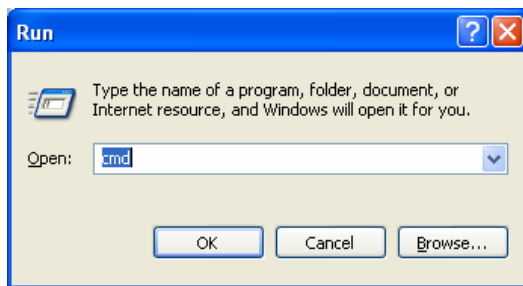 Run
Type the name of a program, folder, document, or
Internet resource, and Windows will open it for you.
Open: cmd
OK Cancel Browse...